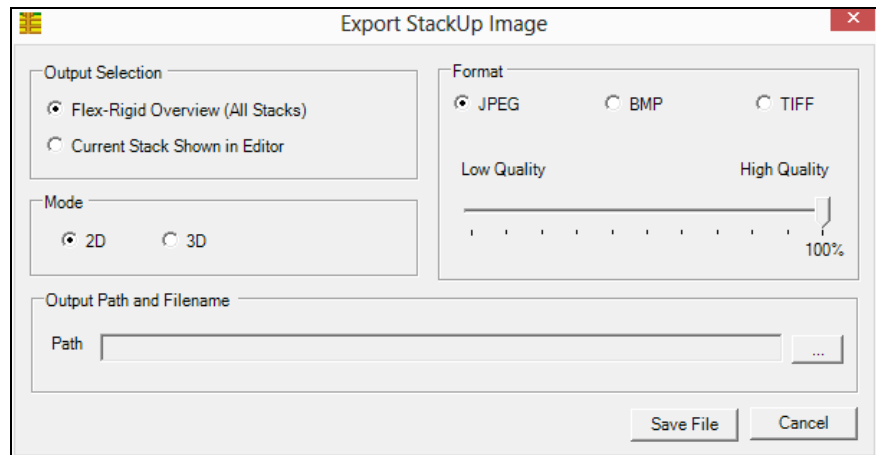 Export StackUp Image
Output Selection
Flex-Rigid Overview (All Stacks)
Current Stack Shown in Editor
Mode
2D 3D
Format
JPEG BMP TIFF
Low Quality High Quality
100%
Output Path and Filename
Path ...
Save File Cancel